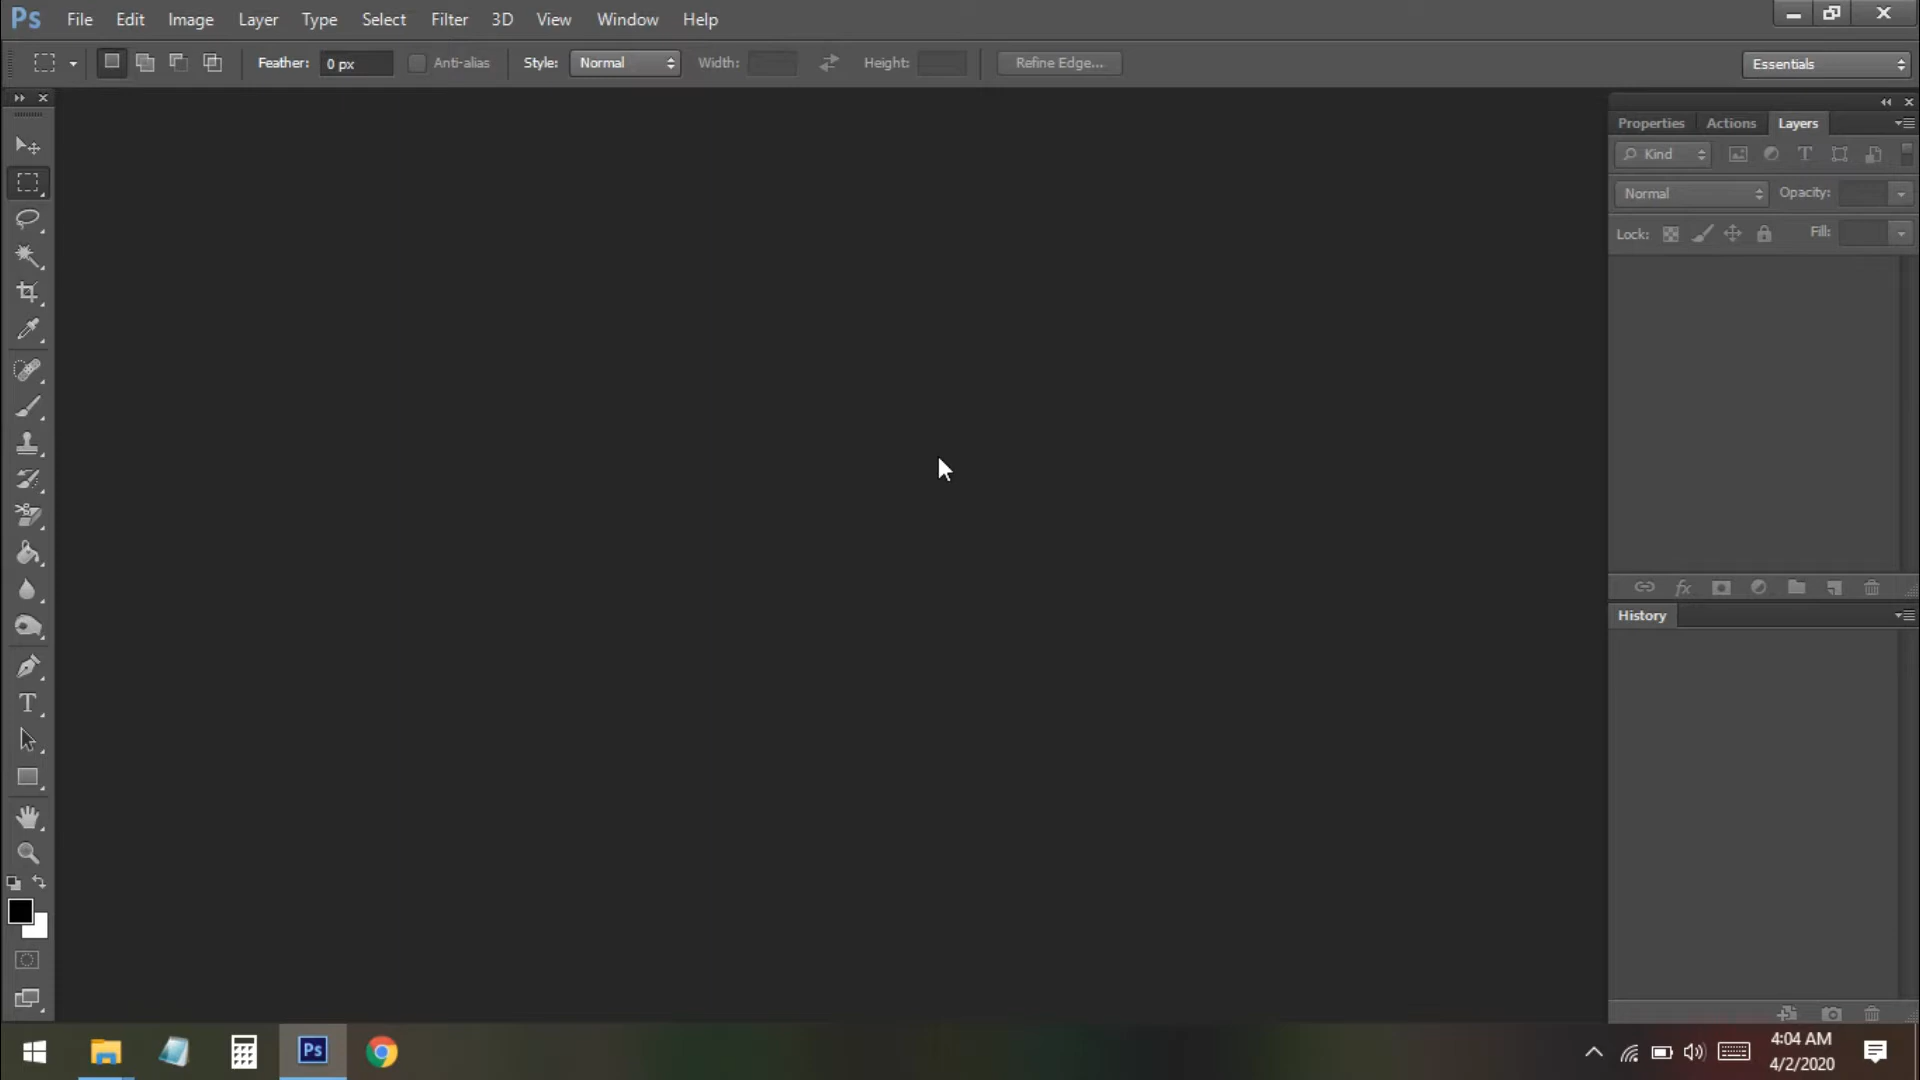 Ps File Edit Image Layer Type Select Filter 3D View Window Help
Feather: 0 px Anti-alias Style: Normal Width: Height: Refine Edge... Essentials
Properties Actions Layers
Kind T
Normal Opacity:
Lock: Fill:
fx
History
T
Ps
4:04 AM
4/2/2020